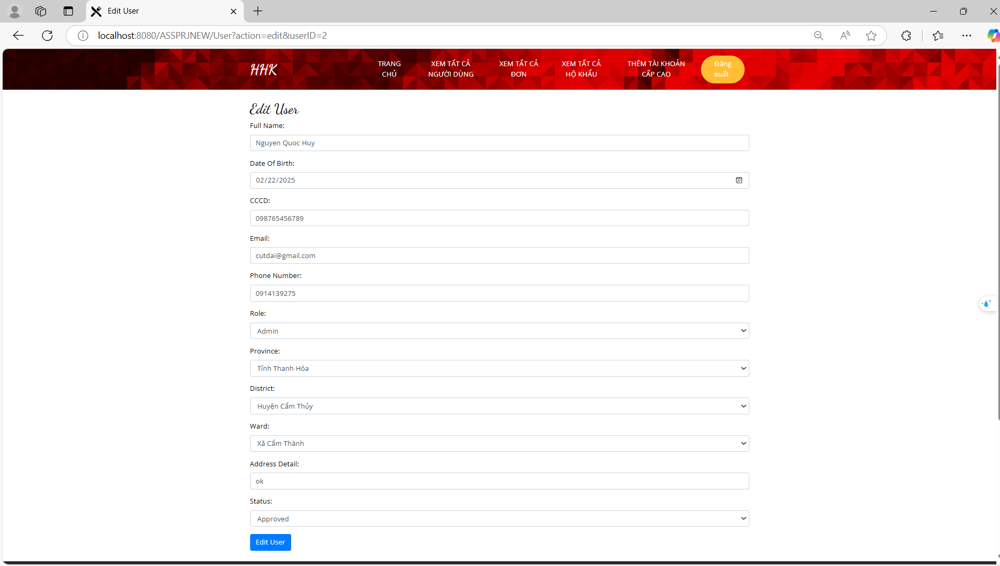 Edit User
localhost:8080/ASSPRJNEW/User?action=edit&userID=2
HHK
TRANG
CHỦ
XEM TẤT CẢ
NGƯỜI DÙNG
XEM TẤT CẢ
ĐƠN
XEM TẤT CẢ
HỘ KHẨU
THÊM TÀI KHOẢN
CẤP CAO
Đăng
xuất
Edit User
Full Name:
Nguyen Quoc Huy
Date Of Birth:
02/22/2025
CCCD:
098765456789
Email:
cutdai@gmail.com
Phone Number:
0914139275
Role:
Admin
Province:
Tỉnh Thanh Hóa
District:
Huyện Cẩm Thủy
Ward:
Xã Cẩm Thành
Address Detail:
ok
Status:
Approved
Edit User